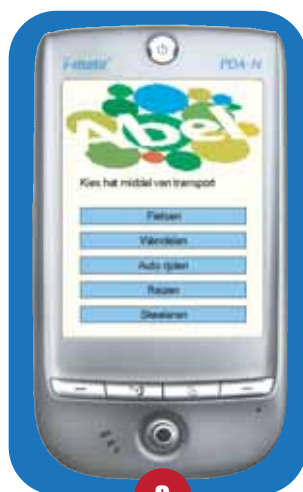 i-mate PDA-N
Abel
Kies het middel van transport
Fietsen
Wandelen
Auto rijden
Reizen
Skeeleren